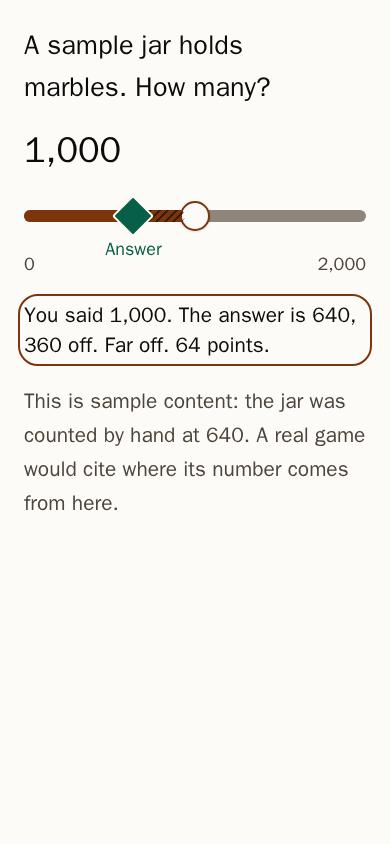 A sample jar holds
marbles. How many?
1,000
Answer
0
2,000
You said 1,000. The answer is 640,
360 off. Far off. 64 points.
This is sample content: the jar was
counted by hand at 640. A real game
would cite where its number comes
from here.